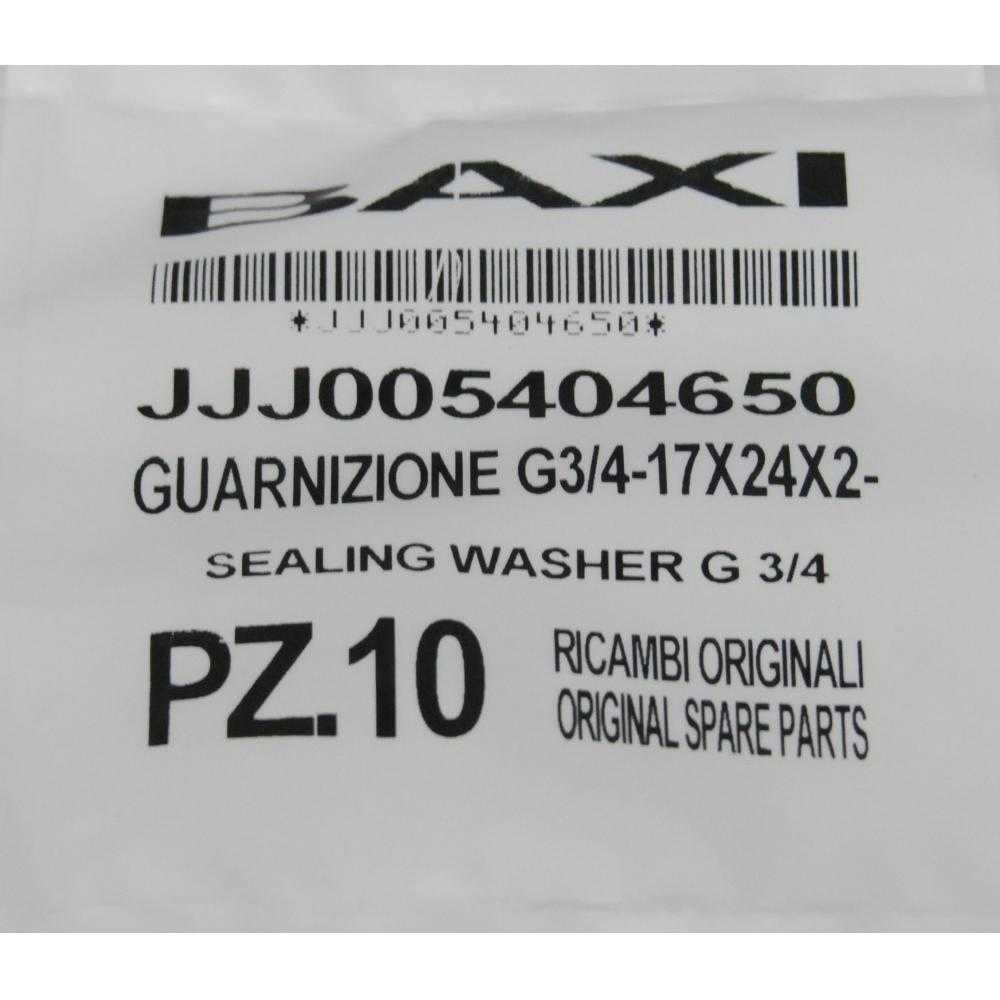 BAXI
*JJJ005404650*
JJJ005404650
GUARNIZIONE G3/4-17X24X2-
SEALING WASHER G 3/4
PZ.10
RICAMBI ORIGINALI
ORIGINAL SPARE PARTS